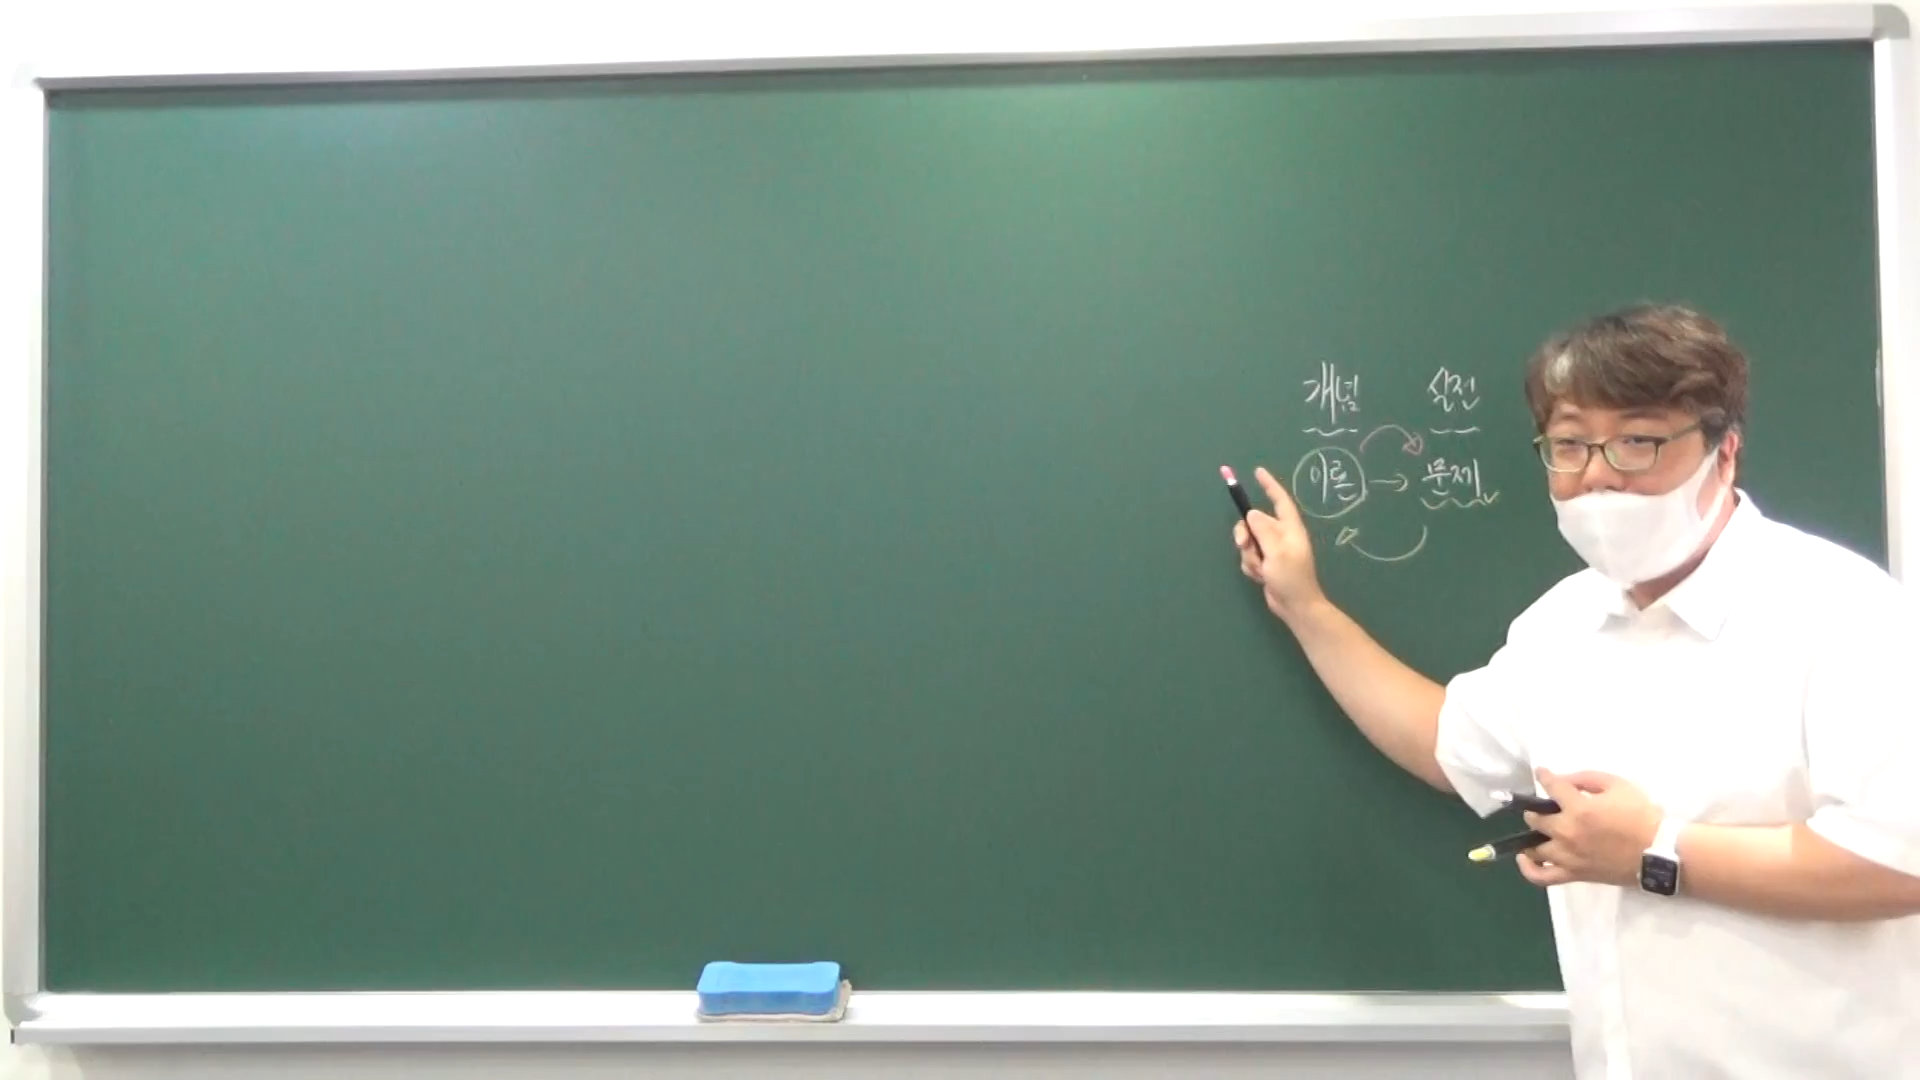 개념 실전
이론 → 문제